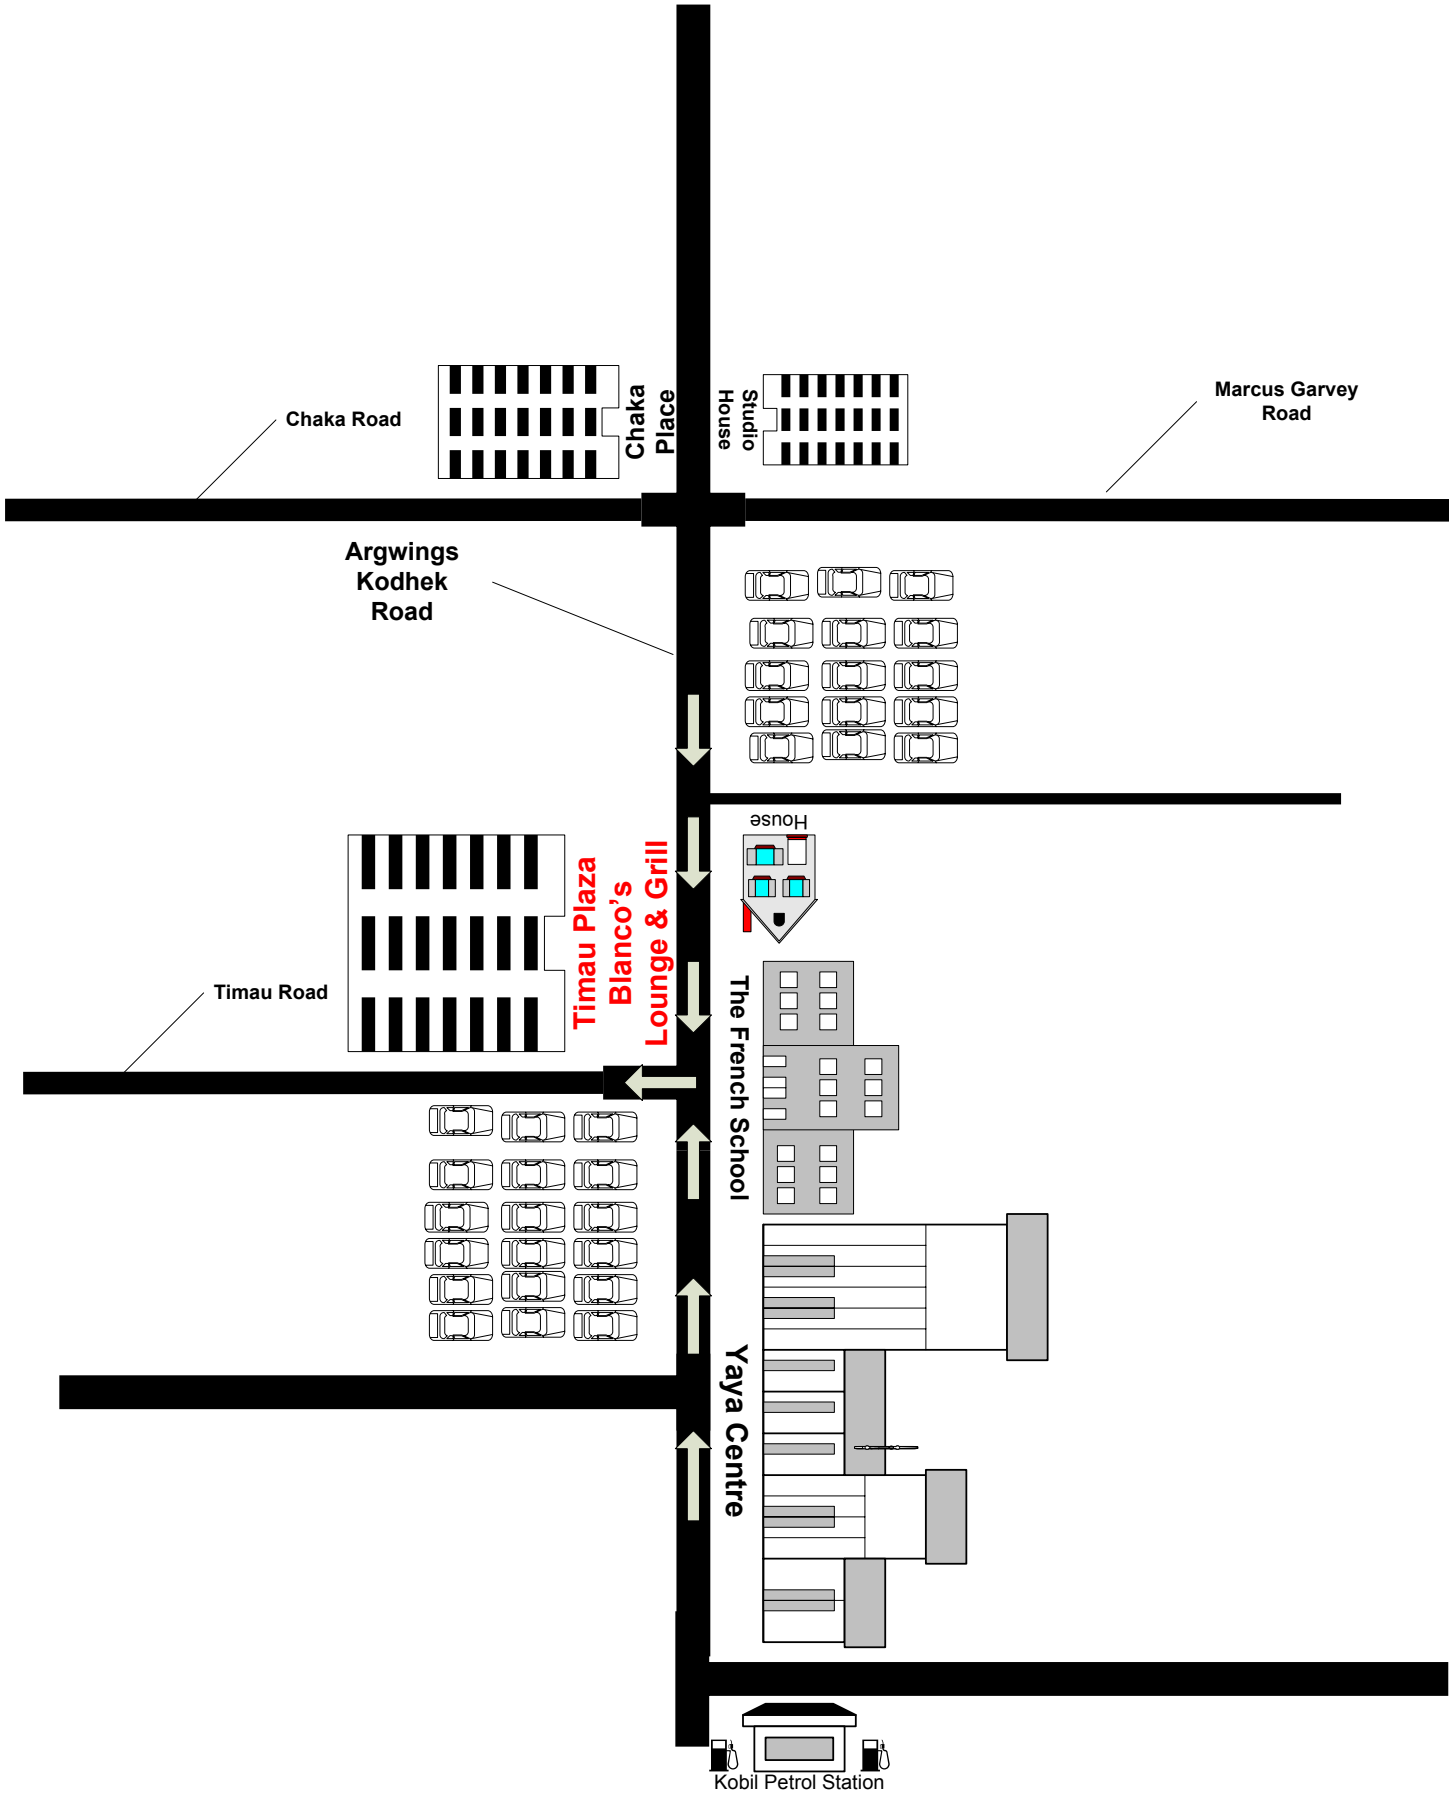 Chaka Road
Chaka
Place
Studio
House
Marcus Garvey
Road
Argwings
Kodhek
Road
House
Timau Plaza
Blanco's
Lounge & Grill
Timau Road
The French School
Yaya Centre
Kobil Petrol Station